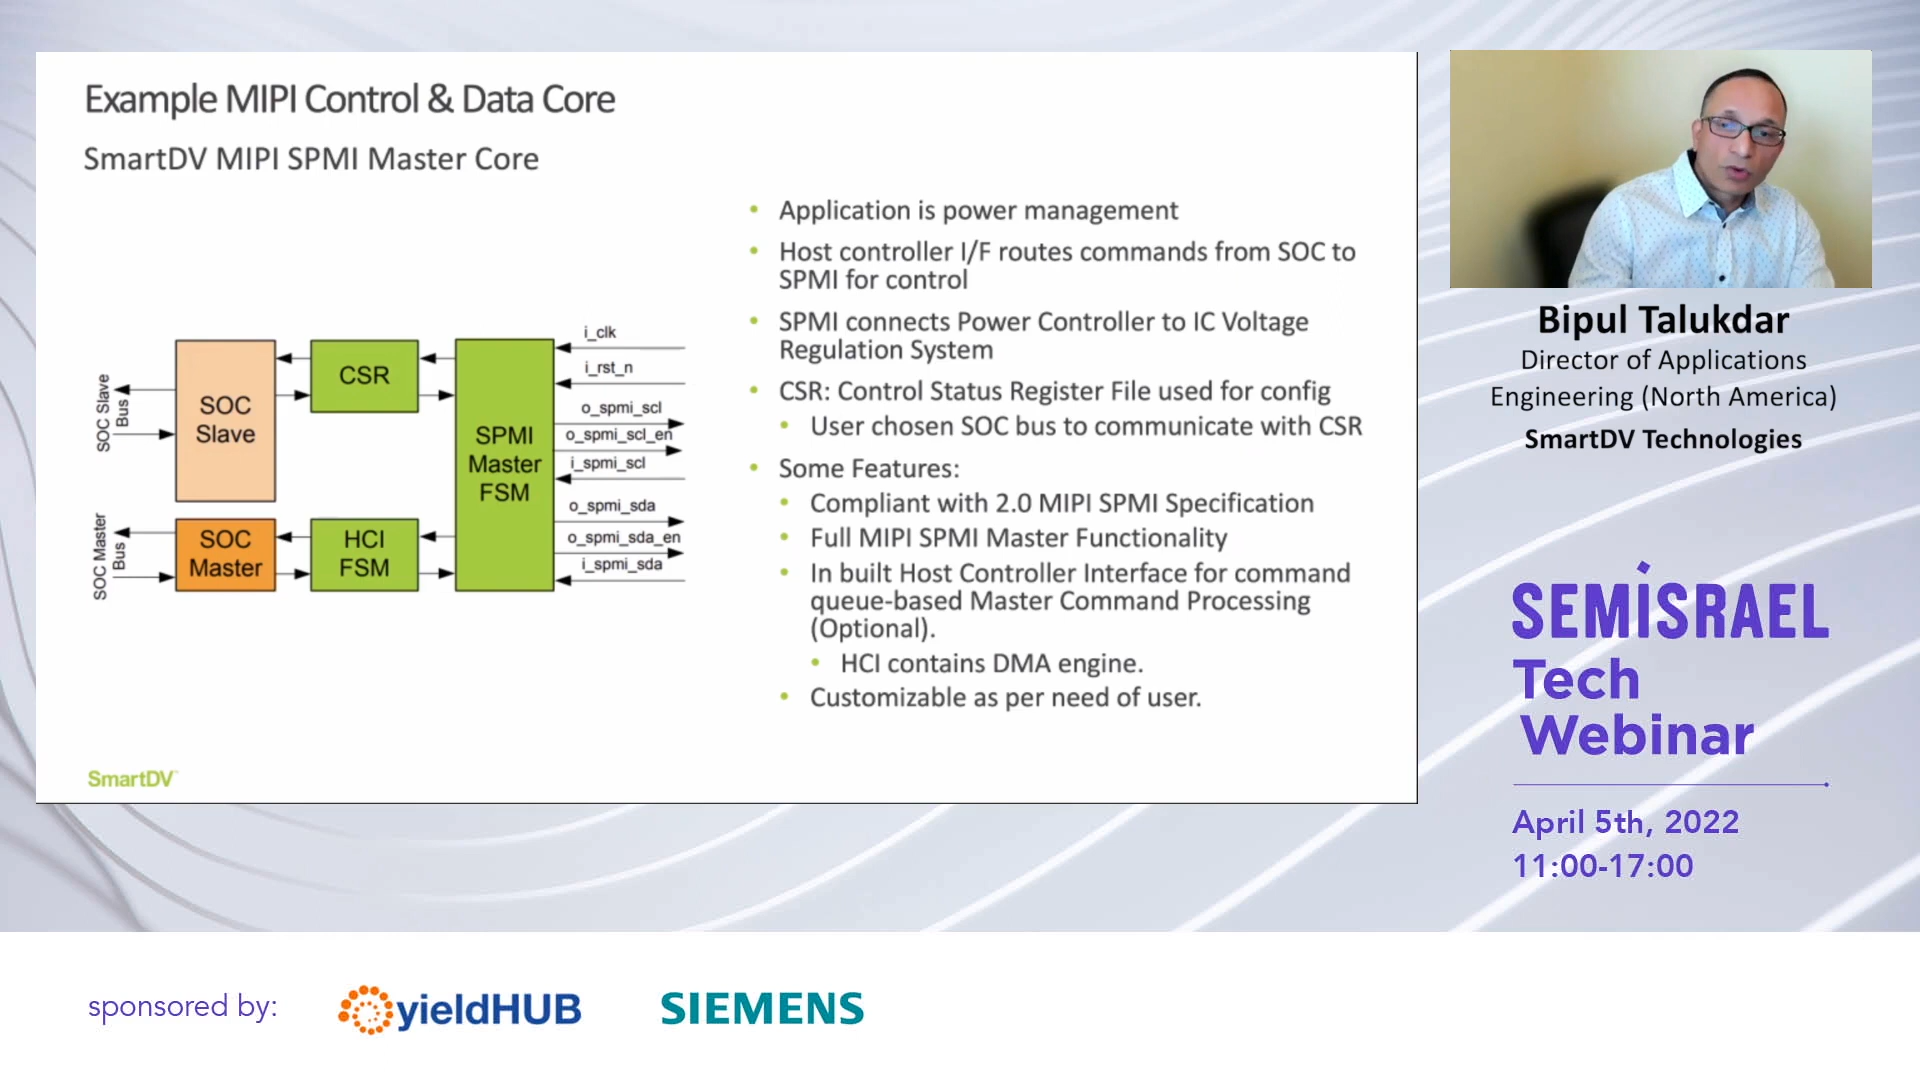 Example MIPI Control & Data Core
SmartDV MIPI SPMI Master Core
• Application is power management
• Host controller I/F routes commands from SOC to
SPMI for control
• SPMI connects Power Controller to IC Voltage
Regulation System
• CSR: Control Status Register File used for config
• User chosen SOC bus to communicate with CSR
• Some Features:
• Compliant with 2.0 MIPI SPMI Specification
• Full MIPI SPMI Master Functionality
• In built Host Controller Interface for command
queue-based Master Command Processing
(Optional).
• HCI contains DMA engine.
• Customizable as per need of user.
SOC Slave
Bus
SOC
Slave
CSR
SOC Master
Bus
SOC
Master
HCI
FSM
SPMI
Master
FSM
i_clk
i_rst_n
o_spmi_scl
o_spmi_scl_en
i_spmi_scl
o_spmi_sda
o_spmi_sda_en
i_spmi_sda
SmartDV™
Bipul Talukdar
Director of Applications
Engineering (North America)
SmartDV Technologies
SEMISRAEL
Tech
Webinar
April 5th, 2022
11:00-17:00
sponsored by:
yieldHUB
SIEMENS